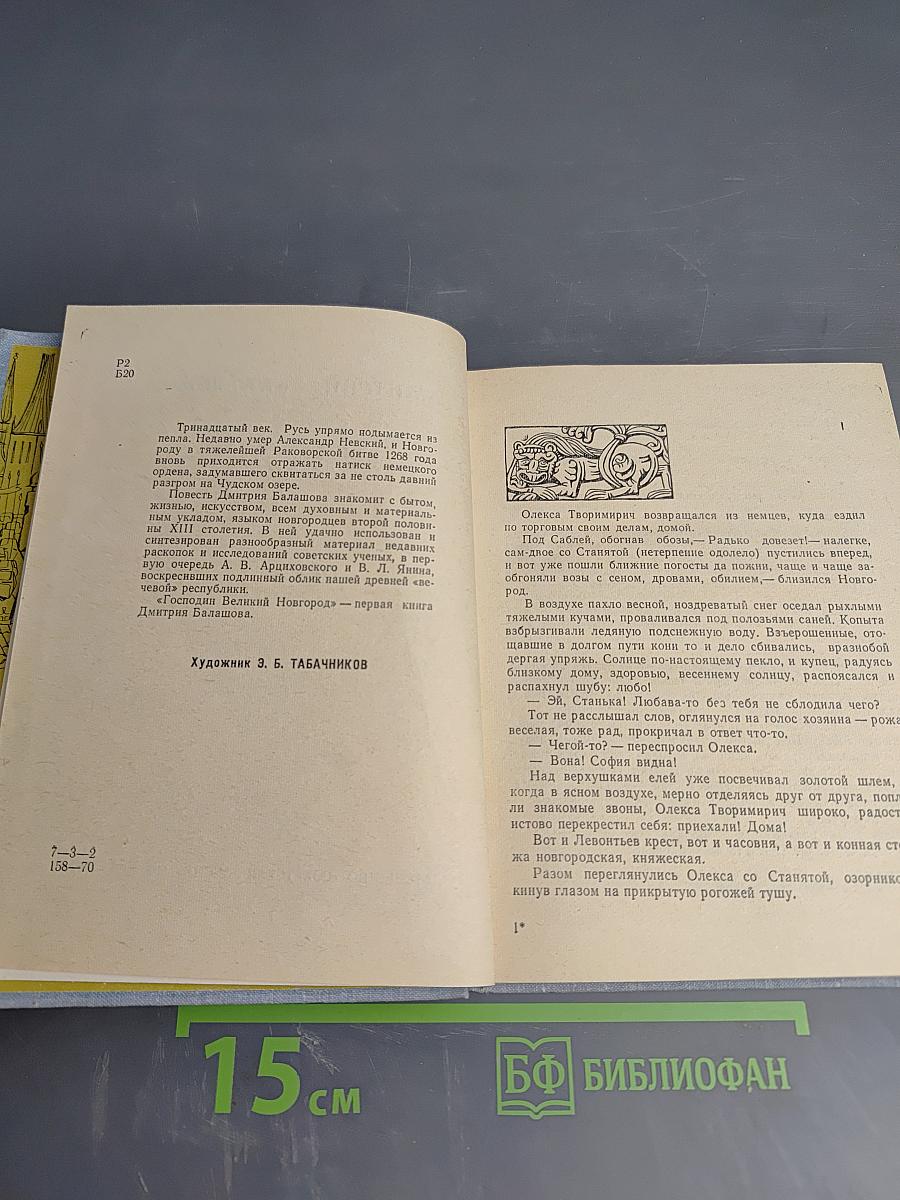 Р2
Б20
Тринадцатый век. Русь упрямо подымается из
пепла. Недавно умер Александр Невский, и Новго-
роду в тяжелейшей Раковорской битве 1268 года
вновь приходится отражать натиск немецкого
ордена, задумавшего сквитаться за не столь давний
разгром на Чудском озере.
Повесть Дмитрия Балашова знакомит с бытом,
жизнью, искусством, всем духовным и материаль-
ным укладом, языком новгородцев второй полови-
ны XIII столетия. В ней удачно использован и
синтезирован разнообразный материал недавних
раскопок и исследований советских ученых, в пер-
вую очередь А. В. Арциховского и В. Л. Янина,
воскресивших подлинный облик нашей древней «ве-
чевой» республики.
«Господин Великий Новгород» — первая книга
Дмитрия Балашова.
Художник Э. Б. ТАБАЧНИКОВ
7—3—2
158—70
Олекса Творимирич возвращался из немцев, куда ездил
по торговым своим делам, домой.
Под Саблей, обогнав обозы,— Радько довезет!— налегке,
сам-двое со Станятой (нетерпение одолело) пустились вперед,
и вот уже пошли ближние погосты да пожни, чаще и чаще за-
обгоняли возы с сеном, дровами, обилием,— близился Новго-
род.
В воздухе пахло весной, ноздреватый снег оседал рыхлыми
тяжелыми кучами, проваливался под полозьями саней. Копыта
взбрызгивали ледяную подснежную воду. Взъерошенные, ото-
щавшие в долгом пути кони то и дело сбивались, вразнобой
дергая упряжь. Солнце по-настоящему пекло, и купец, радуясь
близкому дому, здоровью, весеннему солнцу, распоясался и
распахнул шубу: любо!
— Эй, Станька! Любава-то без тебя не сблодила чего?
Тот не расслышал слов, оглянулся на голос хозяина — рожа
веселая, тоже рад, прокричал в ответ что-то.
— Чегой-то? — переспросил Олекса.
— Вона! София видна!
Над верхушками елей уже посвечивал золотой шлем,
когда в ясном воздухе, мерно отделяясь друг от друга, попл
ли знакомые звоны, Олекса Творимирич широко, радост
истово перекрестил себя: приехали! Дома!
Вот и Левонтьев крест, вот и часовня, а вот и конная сто
жа новгородская, княжеская.
Разом переглянулись Олекса со Станятой, озорнико
кинув глазом на прикрытую рогожей тушу.
1*
15 см
БФ БИБЛИОФАН